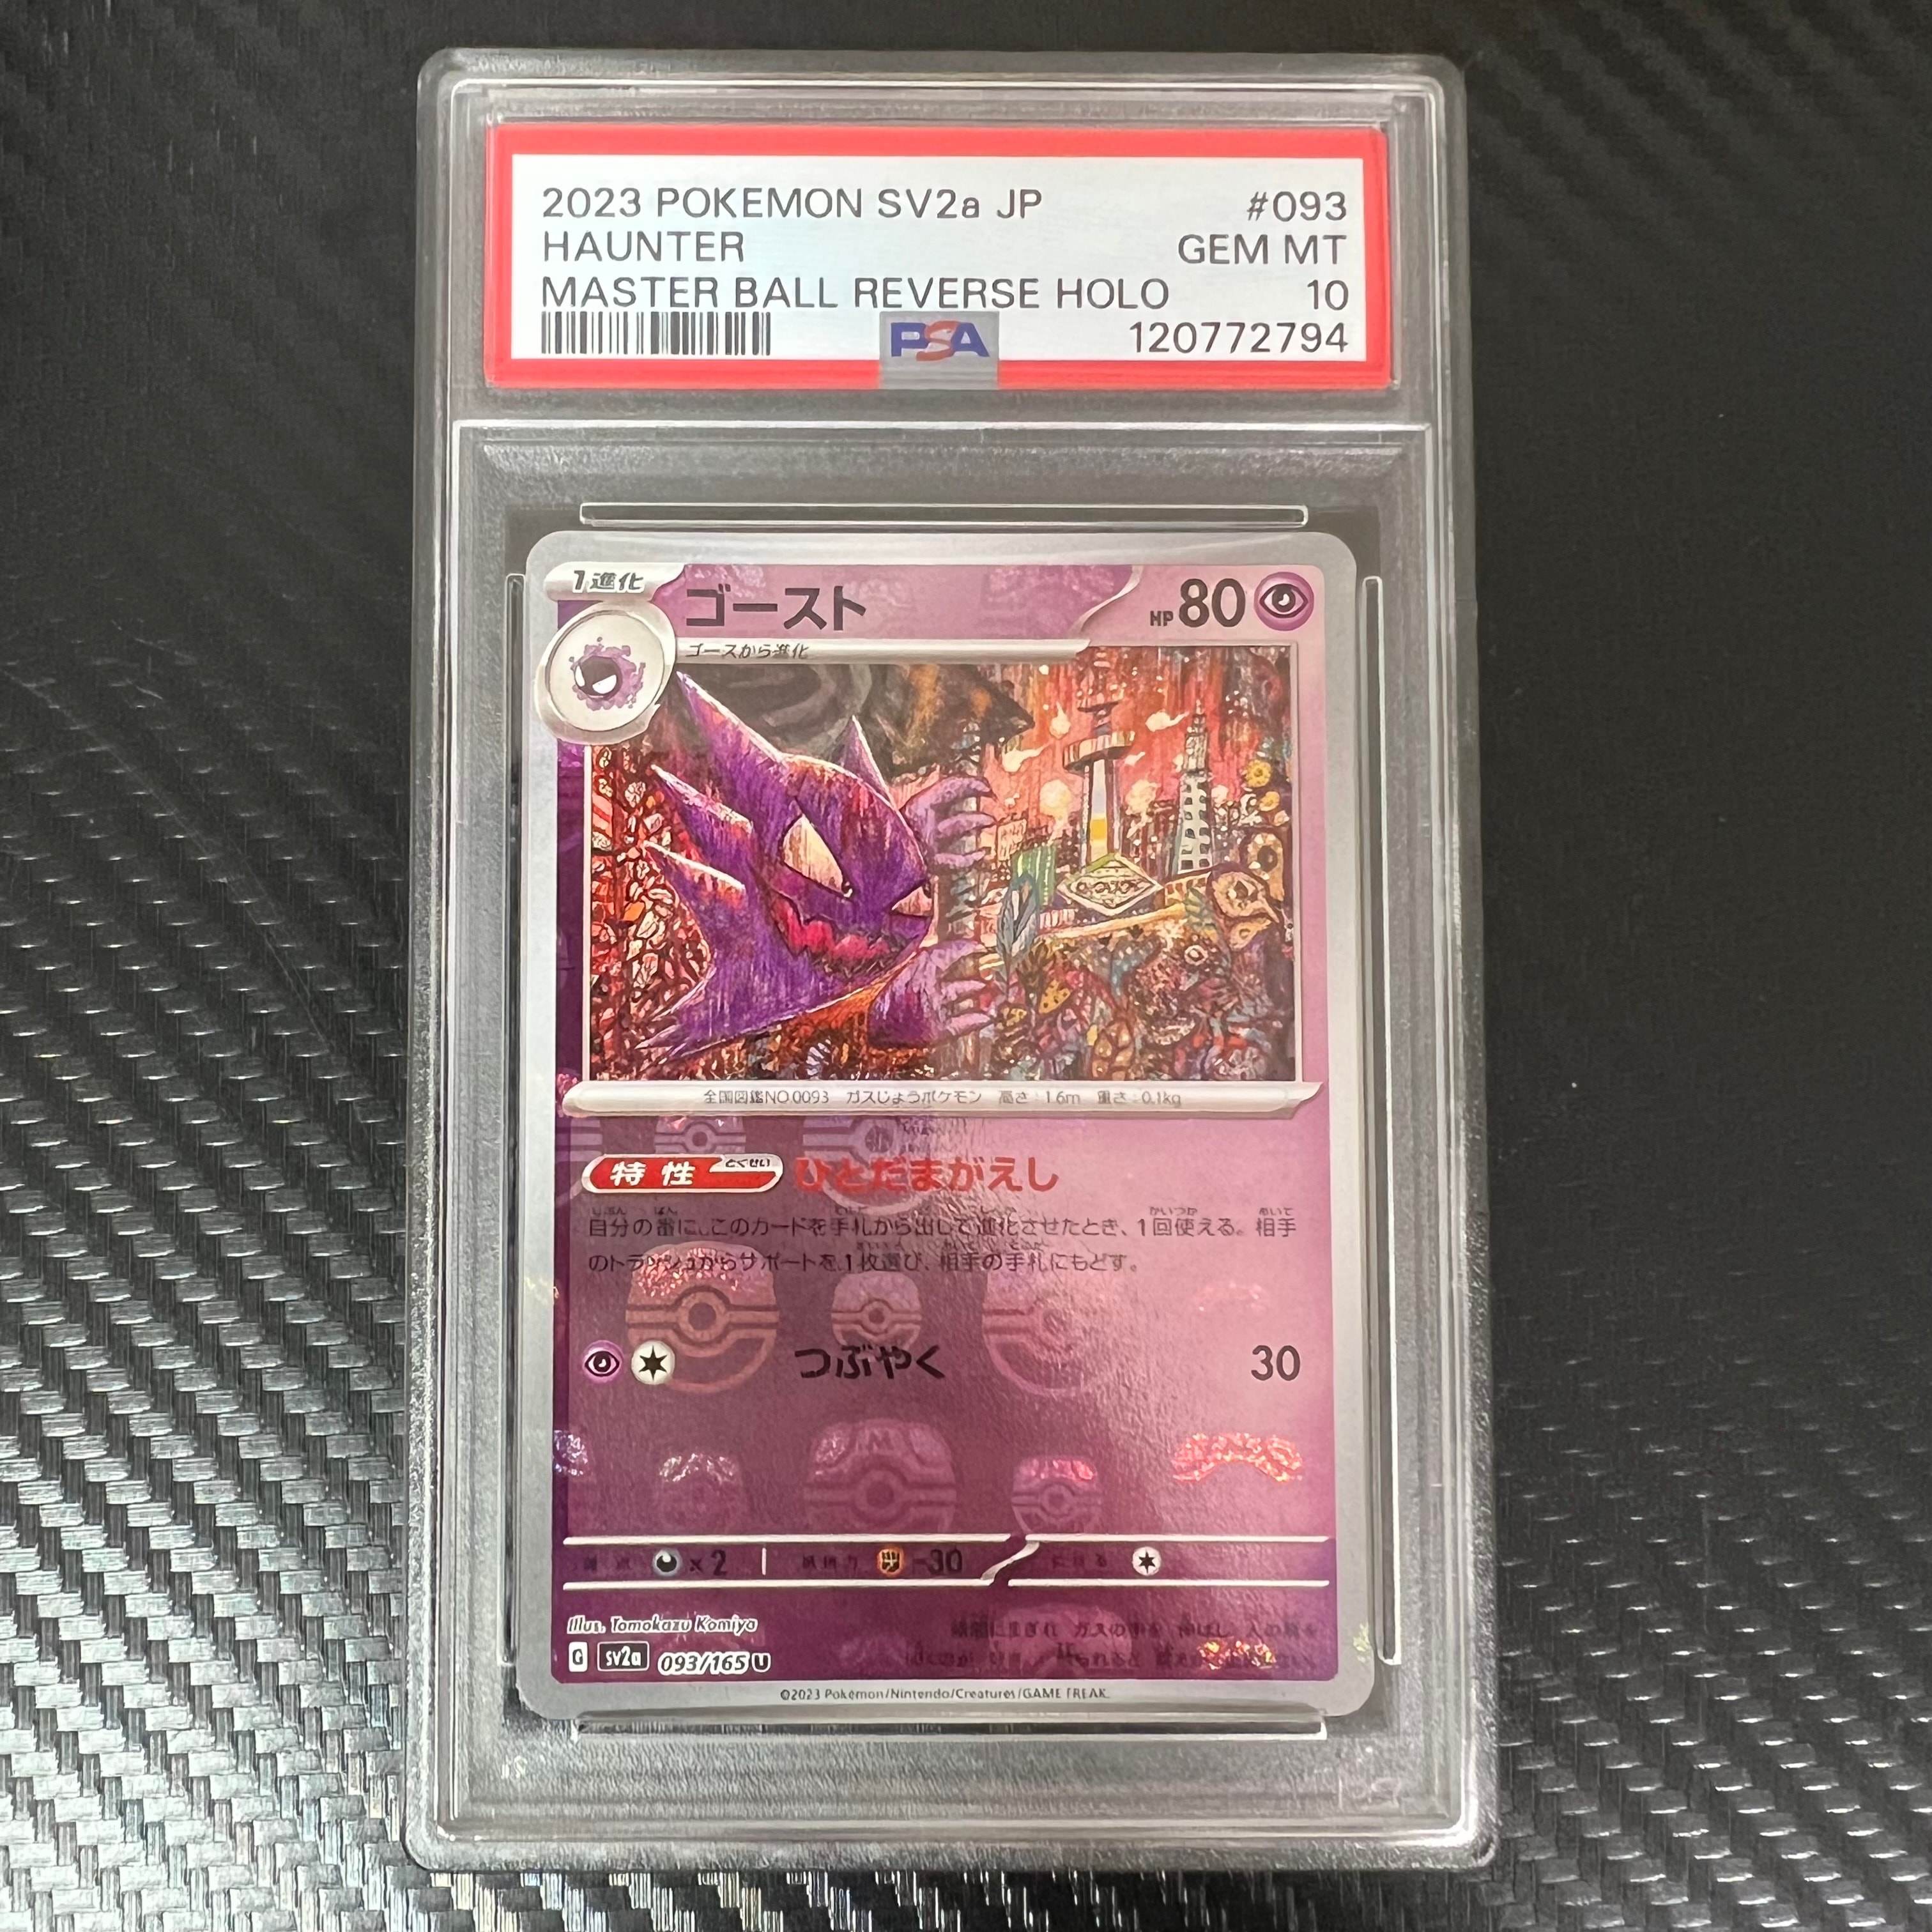 2023 POKEMON SV2a JP #093
HAUNTER GEM MT
MASTER BALL REVERSE HOLO 10
PSA 120772794
1進化 ゴースト HP 80
ゴースから進化
全国図鑑NO.0093 ガスじょうポケモン 高さ:1.6m 重さ:0.1kg
特性 とくせい ひとだまがえし
自分の番に、このカードを手札から出して進化させたとき、1回使える。相手
のトラッシュからサポートを1枚選び、相手の手札にもどす。
つぶやく 30
×2 -30
Illus. Tomokazu Komiya
G sv2a 093/165 U
©2023 Pokémon/Nintendo/Creatures/GAME FREAK.